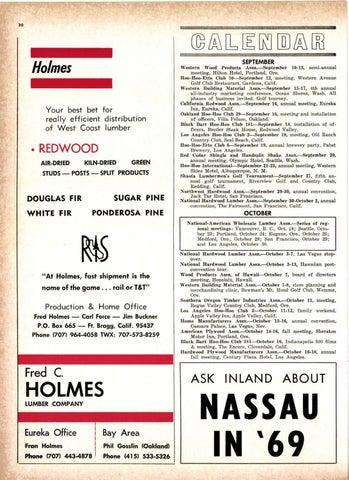 20
Holmes
Your best bet for
really efficient distribution
of West Coast lumber
• REDWOOD
AIR-DRIED KILN-DRIED GREEN
STUDS — POSTS — SPLIT PRODUCTS
DOUGLAS FIR SUGAR PINE
WHITE FIR PONDEROSA PINE
"At Holmes, fast shipment is the
name of the game . . . rail or T&T"
Production & Home Office
Fred Holmes — Carl Force — Jim Buckner
P.O. Box 665 — Ft. Bragg, Calif. 95437
Phone (707) 964-4058 TWX: 707-573-8259
Fred C.
HOLMES
LUMBER COMPANY
Eureka Office
Fran Holmes
Phone (707) 443-4878
Bay Area
Phil Gosslin (Oakland)
Phone (415) 533-5326
CALENDAR
SEPTEMBER
Western Wood Products Assn.—September 10-13, semi-annual
meeting, Hilton Hotel, Portland, Ore.
Hoo-Hoo-Ette Club 10—September 12, meeting, Western Avenue
Golf Club Restaurant, Gardena, Calif.
Western Building Material Assn.—September 15-17, 4th annual
all-industry marketing conference, Ocean Shores, Wash. All
phases of business invited. Golf tourney.
California Redwood Assn.—September 16, annual meeting, Eureka
Inn, Eureka, Calif.
Oakland Hoo-Hoo Club 39—September 16, meeting and installation
of officers, Villa Peluso, Oakland.
Black Bart Hoo-Hoo Club 181—September 18, installation of of-
ficers, Broiler Steak House, Redwood Valley.
Los Angeles Hoo-Hoo Club 2—September 19, meeting, Old Ranch
Country Club, Seal Beach, Calif.
Hoo-Hoo-Ette Club 6—September 19, annual brewery party, Pabst
Brewery, Los Angeles.
Red Cedar Shingle and Handsplit Shake Assn.—September 20,
annual meeting, Olympic Hotel, Seattle, Wash.
Hoo-Hoo International—September 21-25, annual meeting, Western
Skies Motel, Albuquerque, N. M.
Shasta Lumbermen's Golf Tournament—September 27, fifth an-
nual golf tournament, Riverview Golf and Country Club,
Redding, Calif.
Northwest Hardwood Assn.—September 29-30, annual convention,
Jack Tar Hotel, San Francisco.
National Hardwood Lumber Assn.—September 30-October 2, annual
convention, The Fairmont, San Francisco, Calif.
OCTOBER
National-American Wholesale Lumber Assn.—Series of reg-
ional meetings: Vancouver, B. C., Oct. 18; Seattle, Octo-
ber 22; Portland, October 24; Eugene, Ore., October 25;
Medford, Ore., October 28; San Francisco, October 29;
and Los Angeles, October 30.
National Hardwood Lumber Assn.—October 3-7, Las Vegas stop-
over.
National Hardwood Lumber Assn.—October 3-13, Hawaiian post-
convention tour.
Wood Products Assn. of Hawaii—October 7, board of directors
meeting, Honolulu, Hawaii.
Western Building Material Assn.—October 7-8, store planning and
merchandising clinic, Bowman's Mt. Hood Golf Club, Wemme,
Ore.
Southern Oregon Timber Industries Assn.—October 11, meeting,
Rogue Valley Country Club, Medford, Ore.
Los Angeles Hoo-Hoo Club 2—October 11-12, family weekend,
Apple Valley Inn, Apple Valley, Calif.
Home Manufacturers Assn.—October 13-16, annual convention,
Caesars Palace, Las Vegas, Nev.
American Plywood Assn.—October 15-16, fall meeting, Sheraton
Motor Inn, Portland, Ore.
Black Bart Hoo-Hoo Club 181—October 16, Indianapolis 500 films
& meeting, The Encore, Cloverdale, Calif.
Hardwood Plywood Manufacturers Assn.—October 16-18, annual
fall meeting, Century Plaza Hotel, Los Angeles.
ASK INLAND ABOUT
NASSAU
IN '69